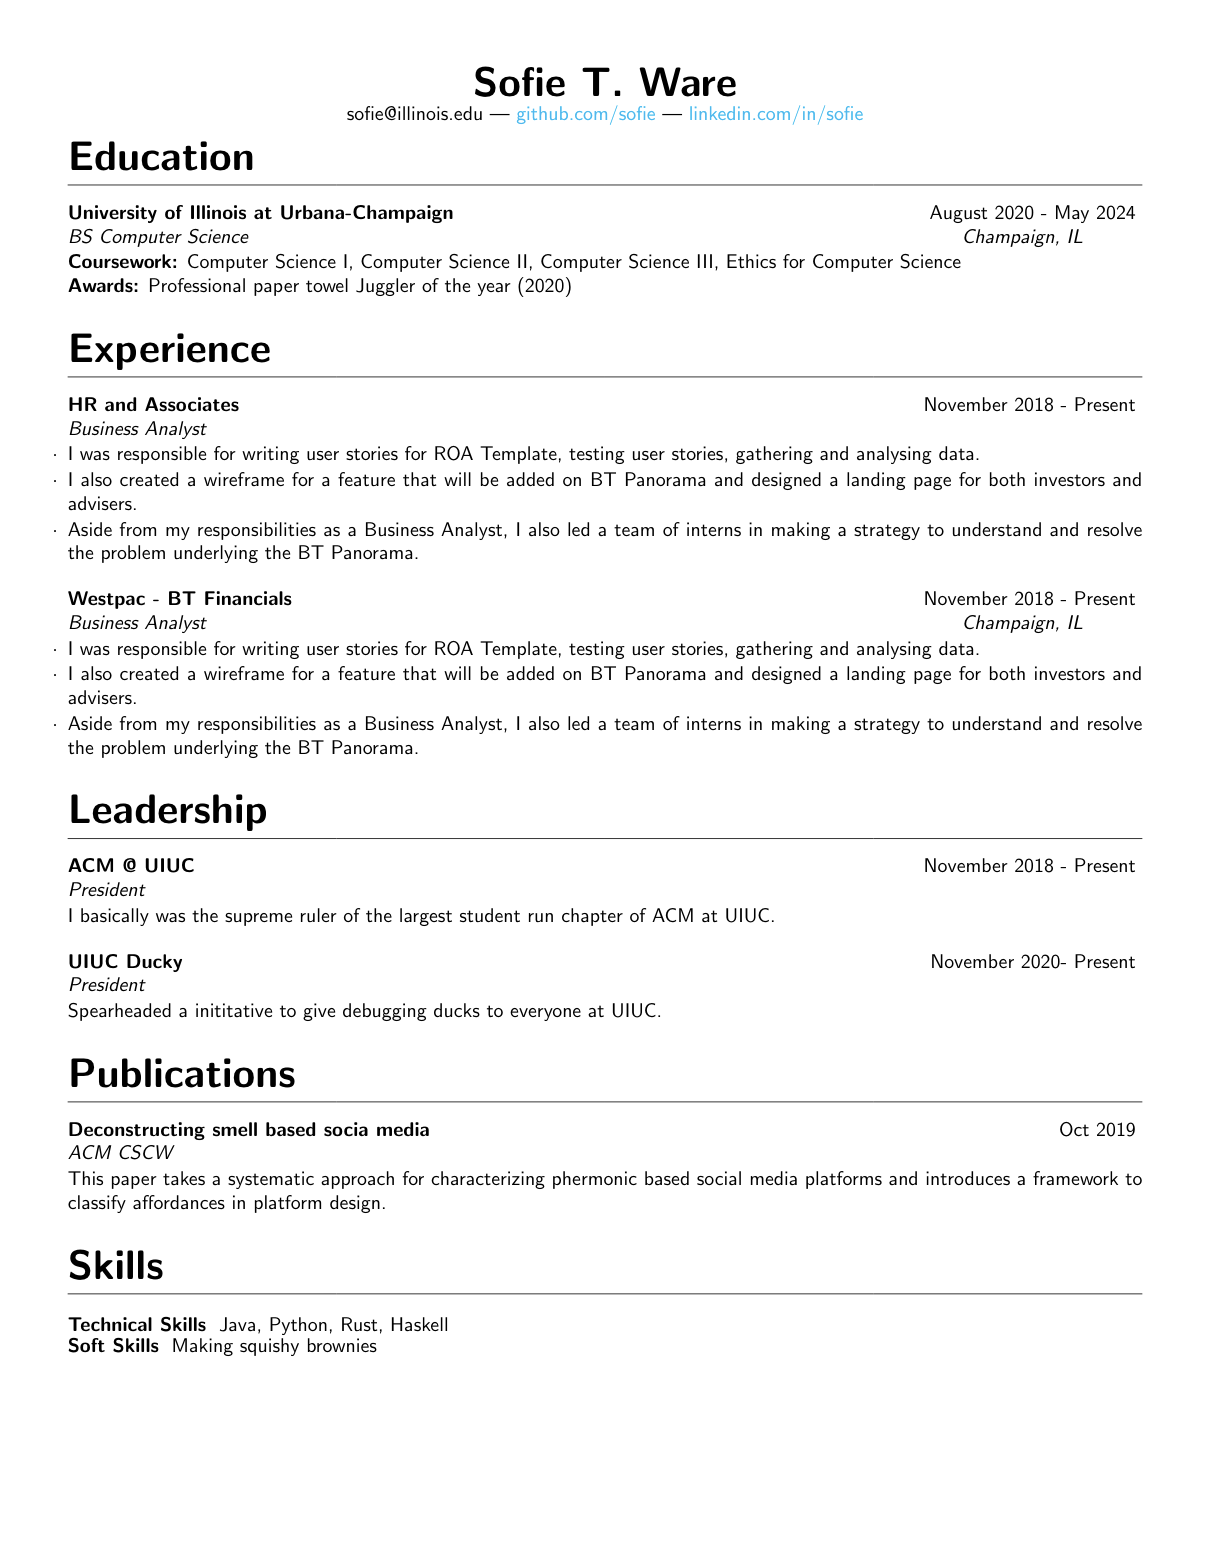 Sofie T. Ware
sofie@illinois.edu — github.com/sofie — linkedin.com/in/sofie
Education
University of Illinois at Urbana-Champaign August 2020 - May 2024
BS Computer Science Champaign, IL
Coursework: Computer Science I, Computer Science II, Computer Science III, Ethics for Computer Science
Awards: Professional paper towel Juggler of the year (2020)
Experience
HR and Associates November 2018 - Present
Business Analyst
· I was responsible for writing user stories for ROA Template, testing user stories, gathering and analysing data.
· I also created a wireframe for a feature that will be added on BT Panorama and designed a landing page for both investors and
advisers.
· Aside from my responsibilities as a Business Analyst, I also led a team of interns in making a strategy to understand and resolve
the problem underlying the BT Panorama.
Westpac - BT Financials November 2018 - Present
Business Analyst Champaign, IL
· I was responsible for writing user stories for ROA Template, testing user stories, gathering and analysing data.
· I also created a wireframe for a feature that will be added on BT Panorama and designed a landing page for both investors and
advisers.
· Aside from my responsibilities as a Business Analyst, I also led a team of interns in making a strategy to understand and resolve
the problem underlying the BT Panorama.
Leadership
ACM @ UIUC November 2018 - Present
President
I basically was the supreme ruler of the largest student run chapter of ACM at UIUC.
UIUC Ducky November 2020- Present
President
Spearheaded a inititative to give debugging ducks to everyone at UIUC.
Publications
Deconstructing smell based socia media Oct 2019
ACM CSCW
This paper takes a systematic approach for characterizing phermonic based social media platforms and introduces a framework to
classify affordances in platform design.
Skills
Technical Skills Java, Python, Rust, Haskell
Soft Skills Making squishy brownies